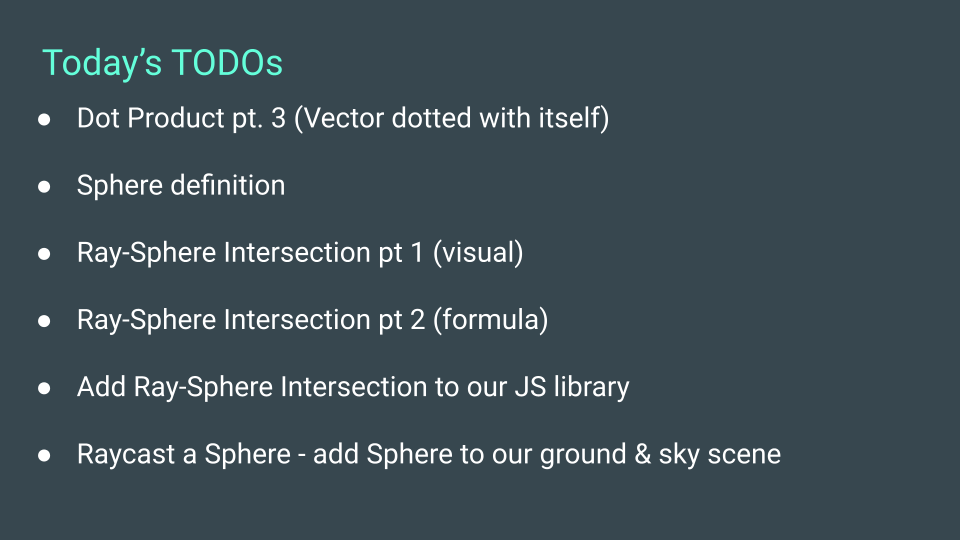 Today’s TODOs
● Dot Product pt. 3 (Vector dotted with itself)
● Sphere definition
● Ray-Sphere Intersection pt 1 (visual)
● Ray-Sphere Intersection pt 2 (formula)
● Add Ray-Sphere Intersection to our JS library
● Raycast a Sphere - add Sphere to our ground & sky scene